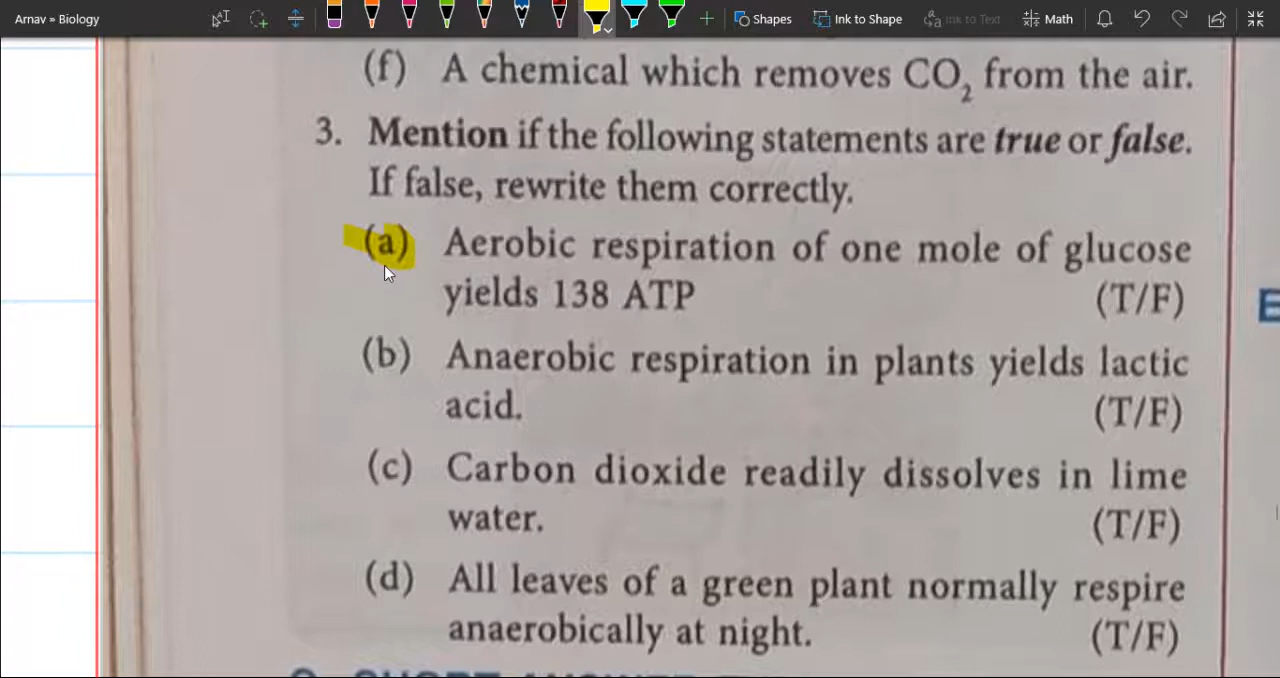 Arnav » Biology
Shapes
Ink to Shape
Ink to Text
Math
(f) A chemical which removes CO₂ from the air.
3. Mention if the following statements are true or false.
If false, rewrite them correctly.
(a) Aerobic respiration of one mole of glucose
yields 138 ATP (T/F)
(b) Anaerobic respiration in plants yields lactic
acid. (T/F)
(c) Carbon dioxide readily dissolves in lime
water. (T/F)
(d) All leaves of a green plant normally respire
anaerobically at night. (T/F)